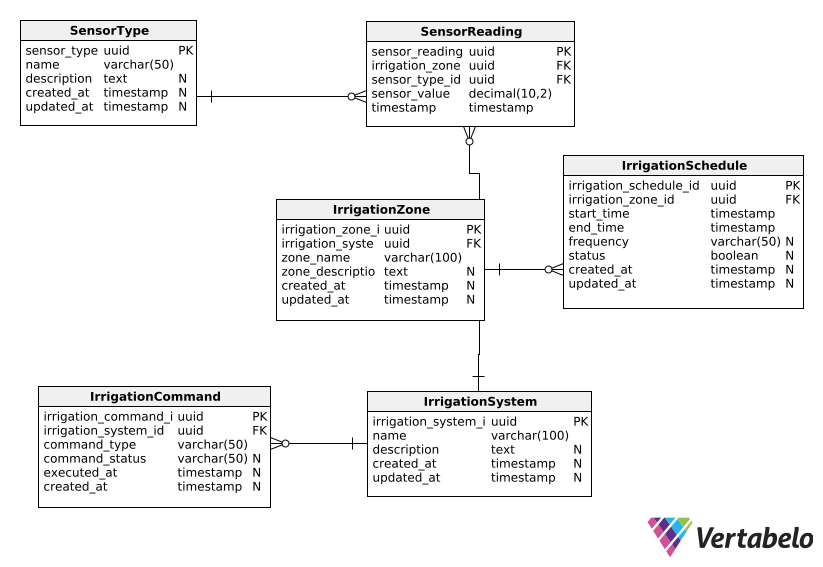 SensorType
sensor_type uuid PK
name varchar(50)
description text N
created_at timestamp N
updated_at timestamp N
SensorReading
sensor_reading uuid PK
irrigation_zone uuid FK
sensor_type_id uuid FK
sensor_value decimal(10,2)
timestamp timestamp
IrrigationSchedule
irrigation_schedule_id uuid PK
irrigation_zone_id uuid FK
start_time timestamp
end_time timestamp
frequency varchar(50) N
status boolean N
created_at timestamp N
updated_at timestamp N
IrrigationZone
irrigation_zone_i uuid PK
irrigation_syste uuid FK
zone_name varchar(100)
zone_descriptio text N
created_at timestamp N
updated_at timestamp N
IrrigationCommand
irrigation_command_i uuid PK
irrigation_system_id uuid FK
command_type varchar(50)
command_status varchar(50) N
executed_at timestamp N
created_at timestamp N
IrrigationSystem
irrigation_system_i uuid PK
name varchar(100)
description text N
created_at timestamp N
updated_at timestamp N
Vertabelo